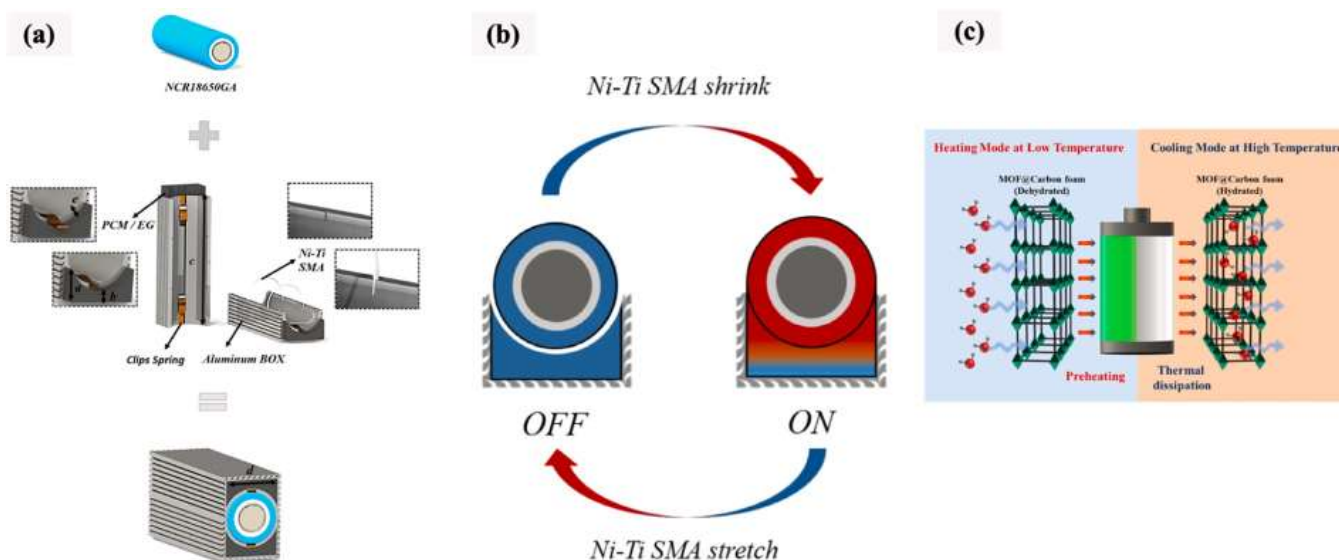 (a)
NCR18650GA
PCM / EG
Ni-Ti
SMA
c
c
a
b
Clips Spring
Aluminum BOX
d
(b)
Ni-Ti SMA shrink
OFF
ON
Ni-Ti SMA stretch
(c)
Heating Mode at Low Temperature
Cooling Mode at High Temperature
MOF@Carbon foam
(Dehydrated)
MOF@Carbon foam
(Hydrated)
Preheating
Thermal
dissipation